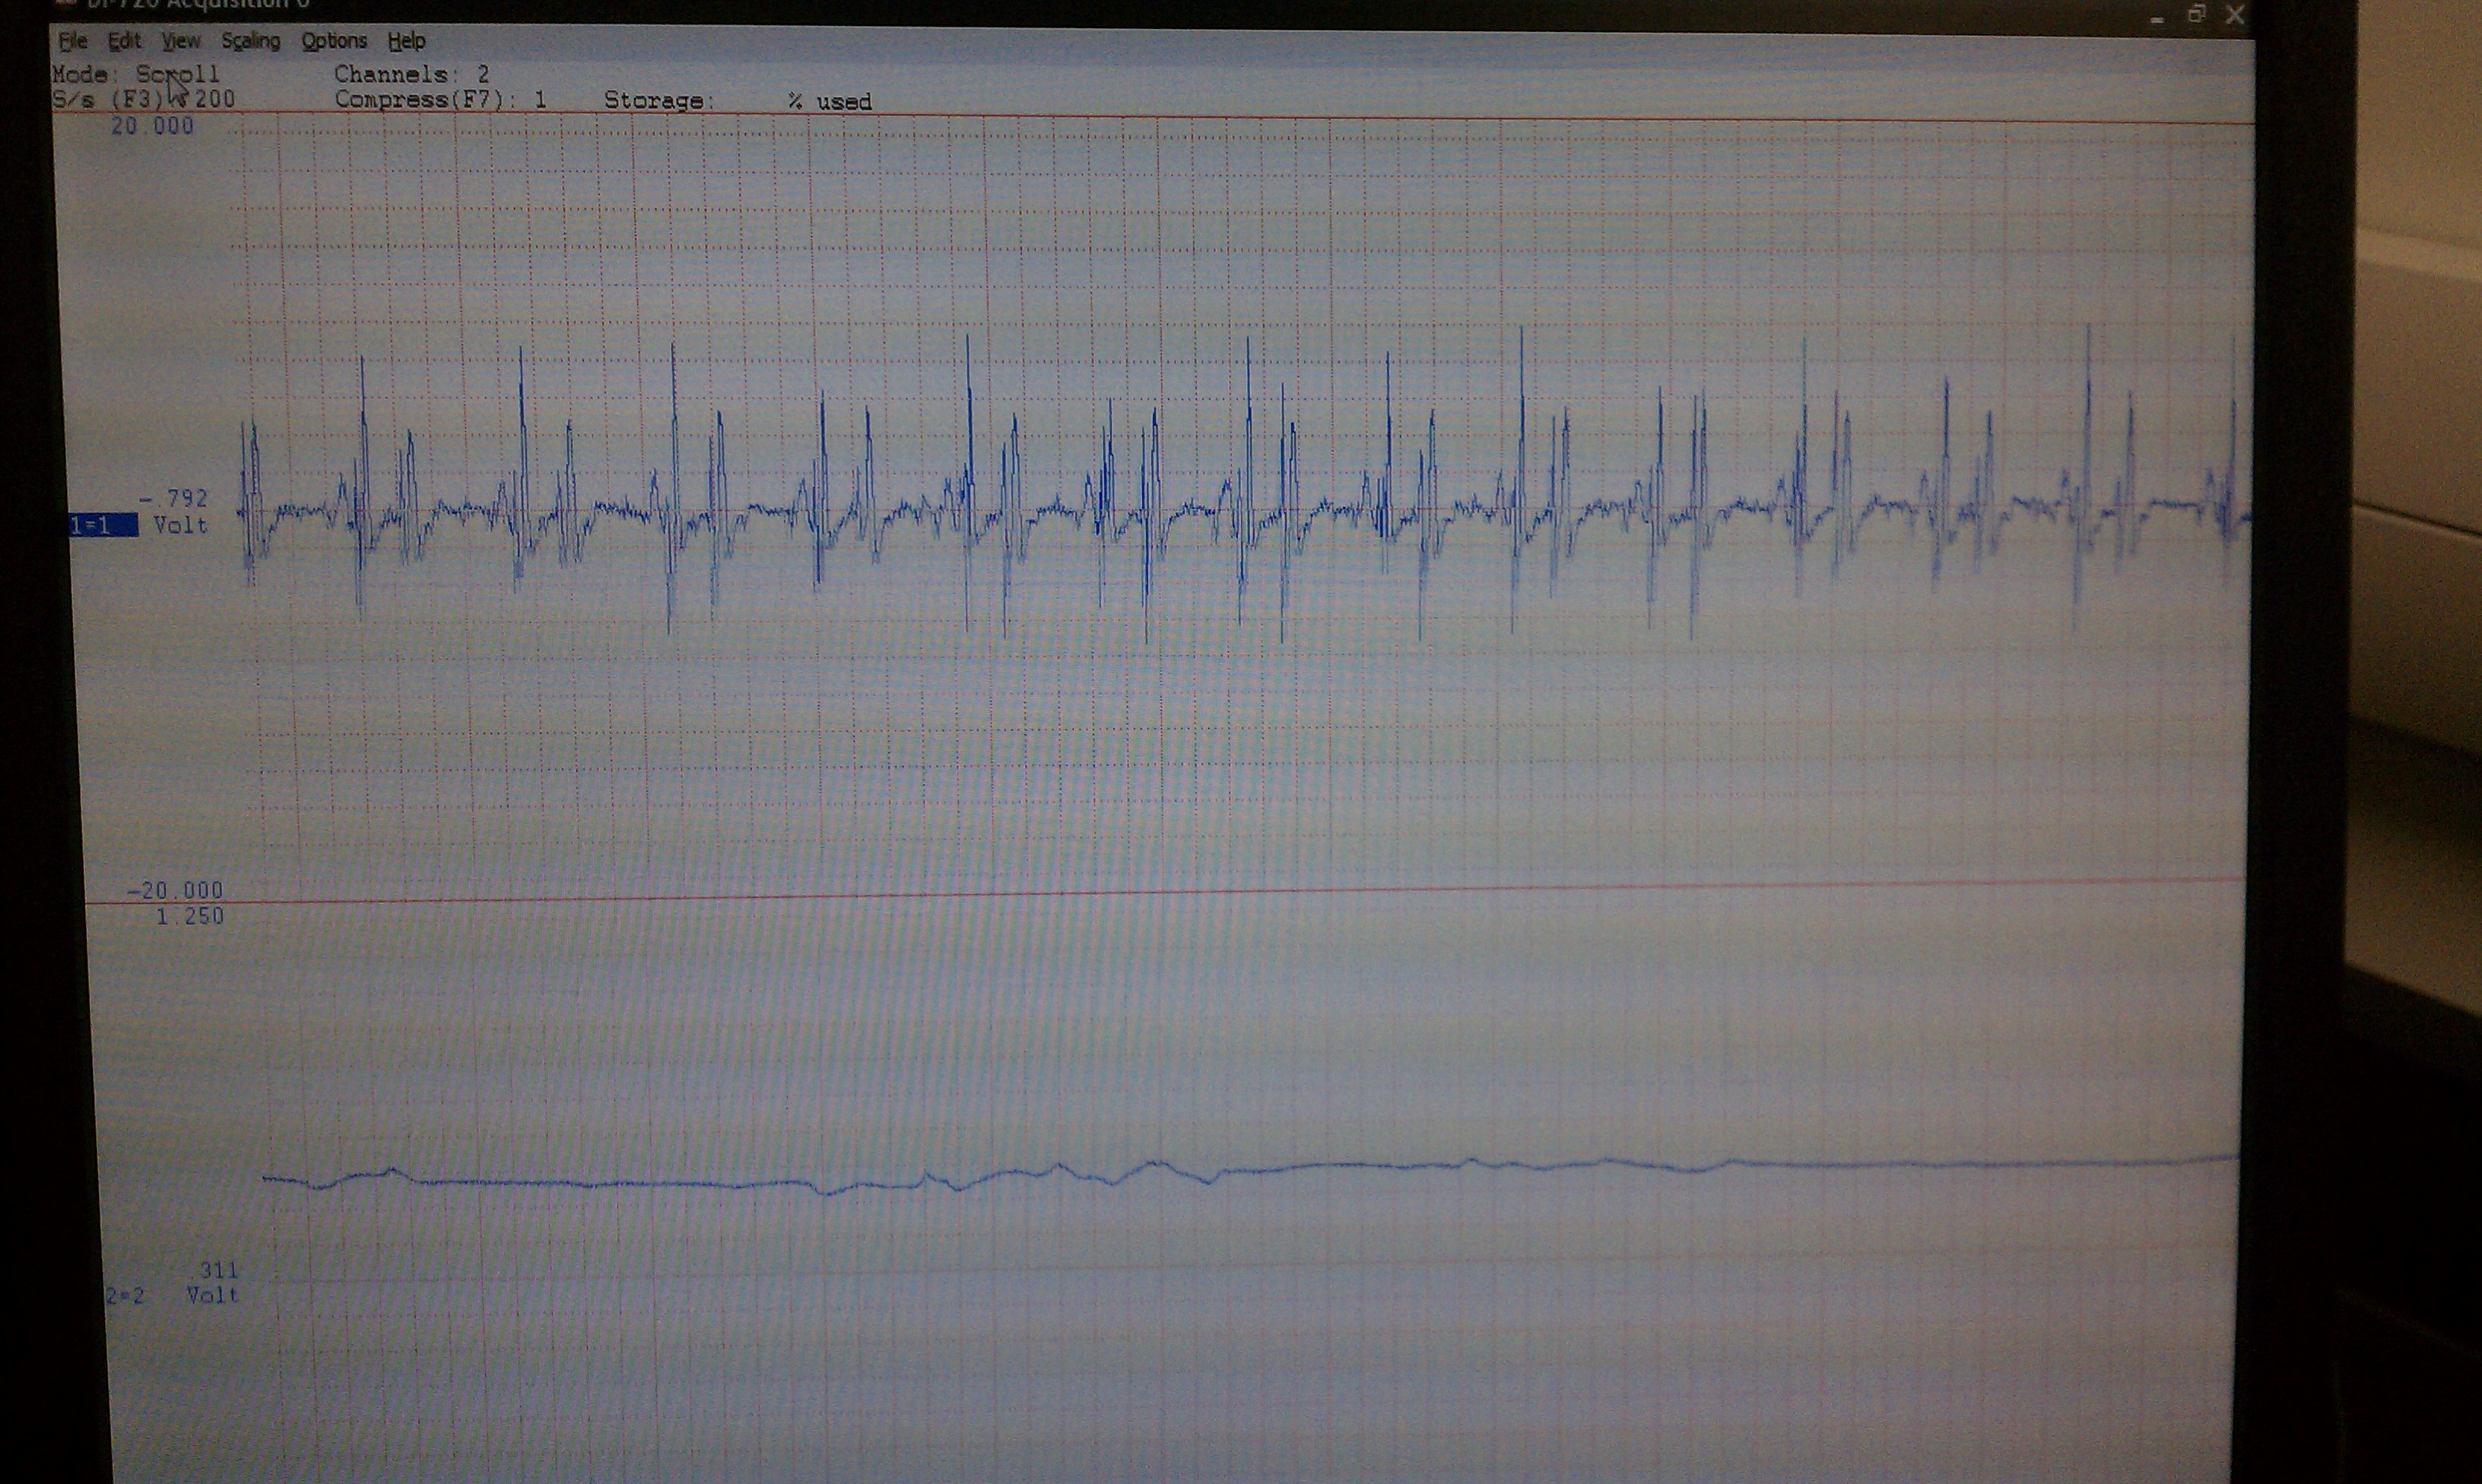 DI-720 Acquisition 0
File Edit View Scaling Options Help
Mode: Scroll Channels: 2
S/s (F3) 200 Compress(F7): 1 Storage: % used
20.000
-.792
1=1 Volt
-20.000
1.250
311
2=2 Volt